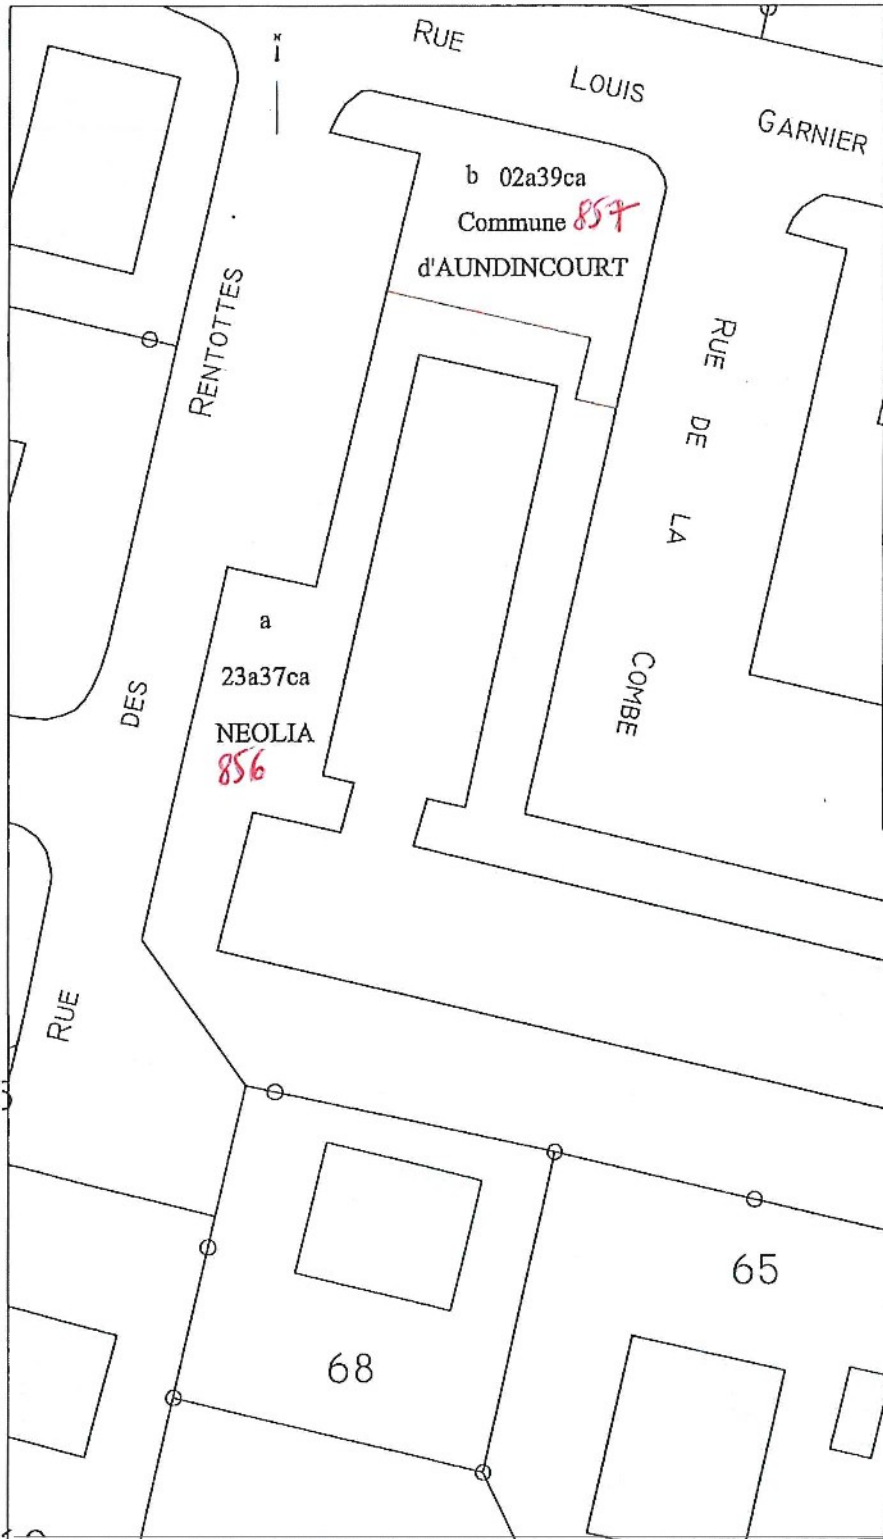 N
RUE LOUIS GARNIER
b 02a39ca
Commune 857
d'AUNDINCOURT
RUE DES RENTOTTES
RUE DE LA COMBE
a
23a37ca
NEOLIA
856
65
68